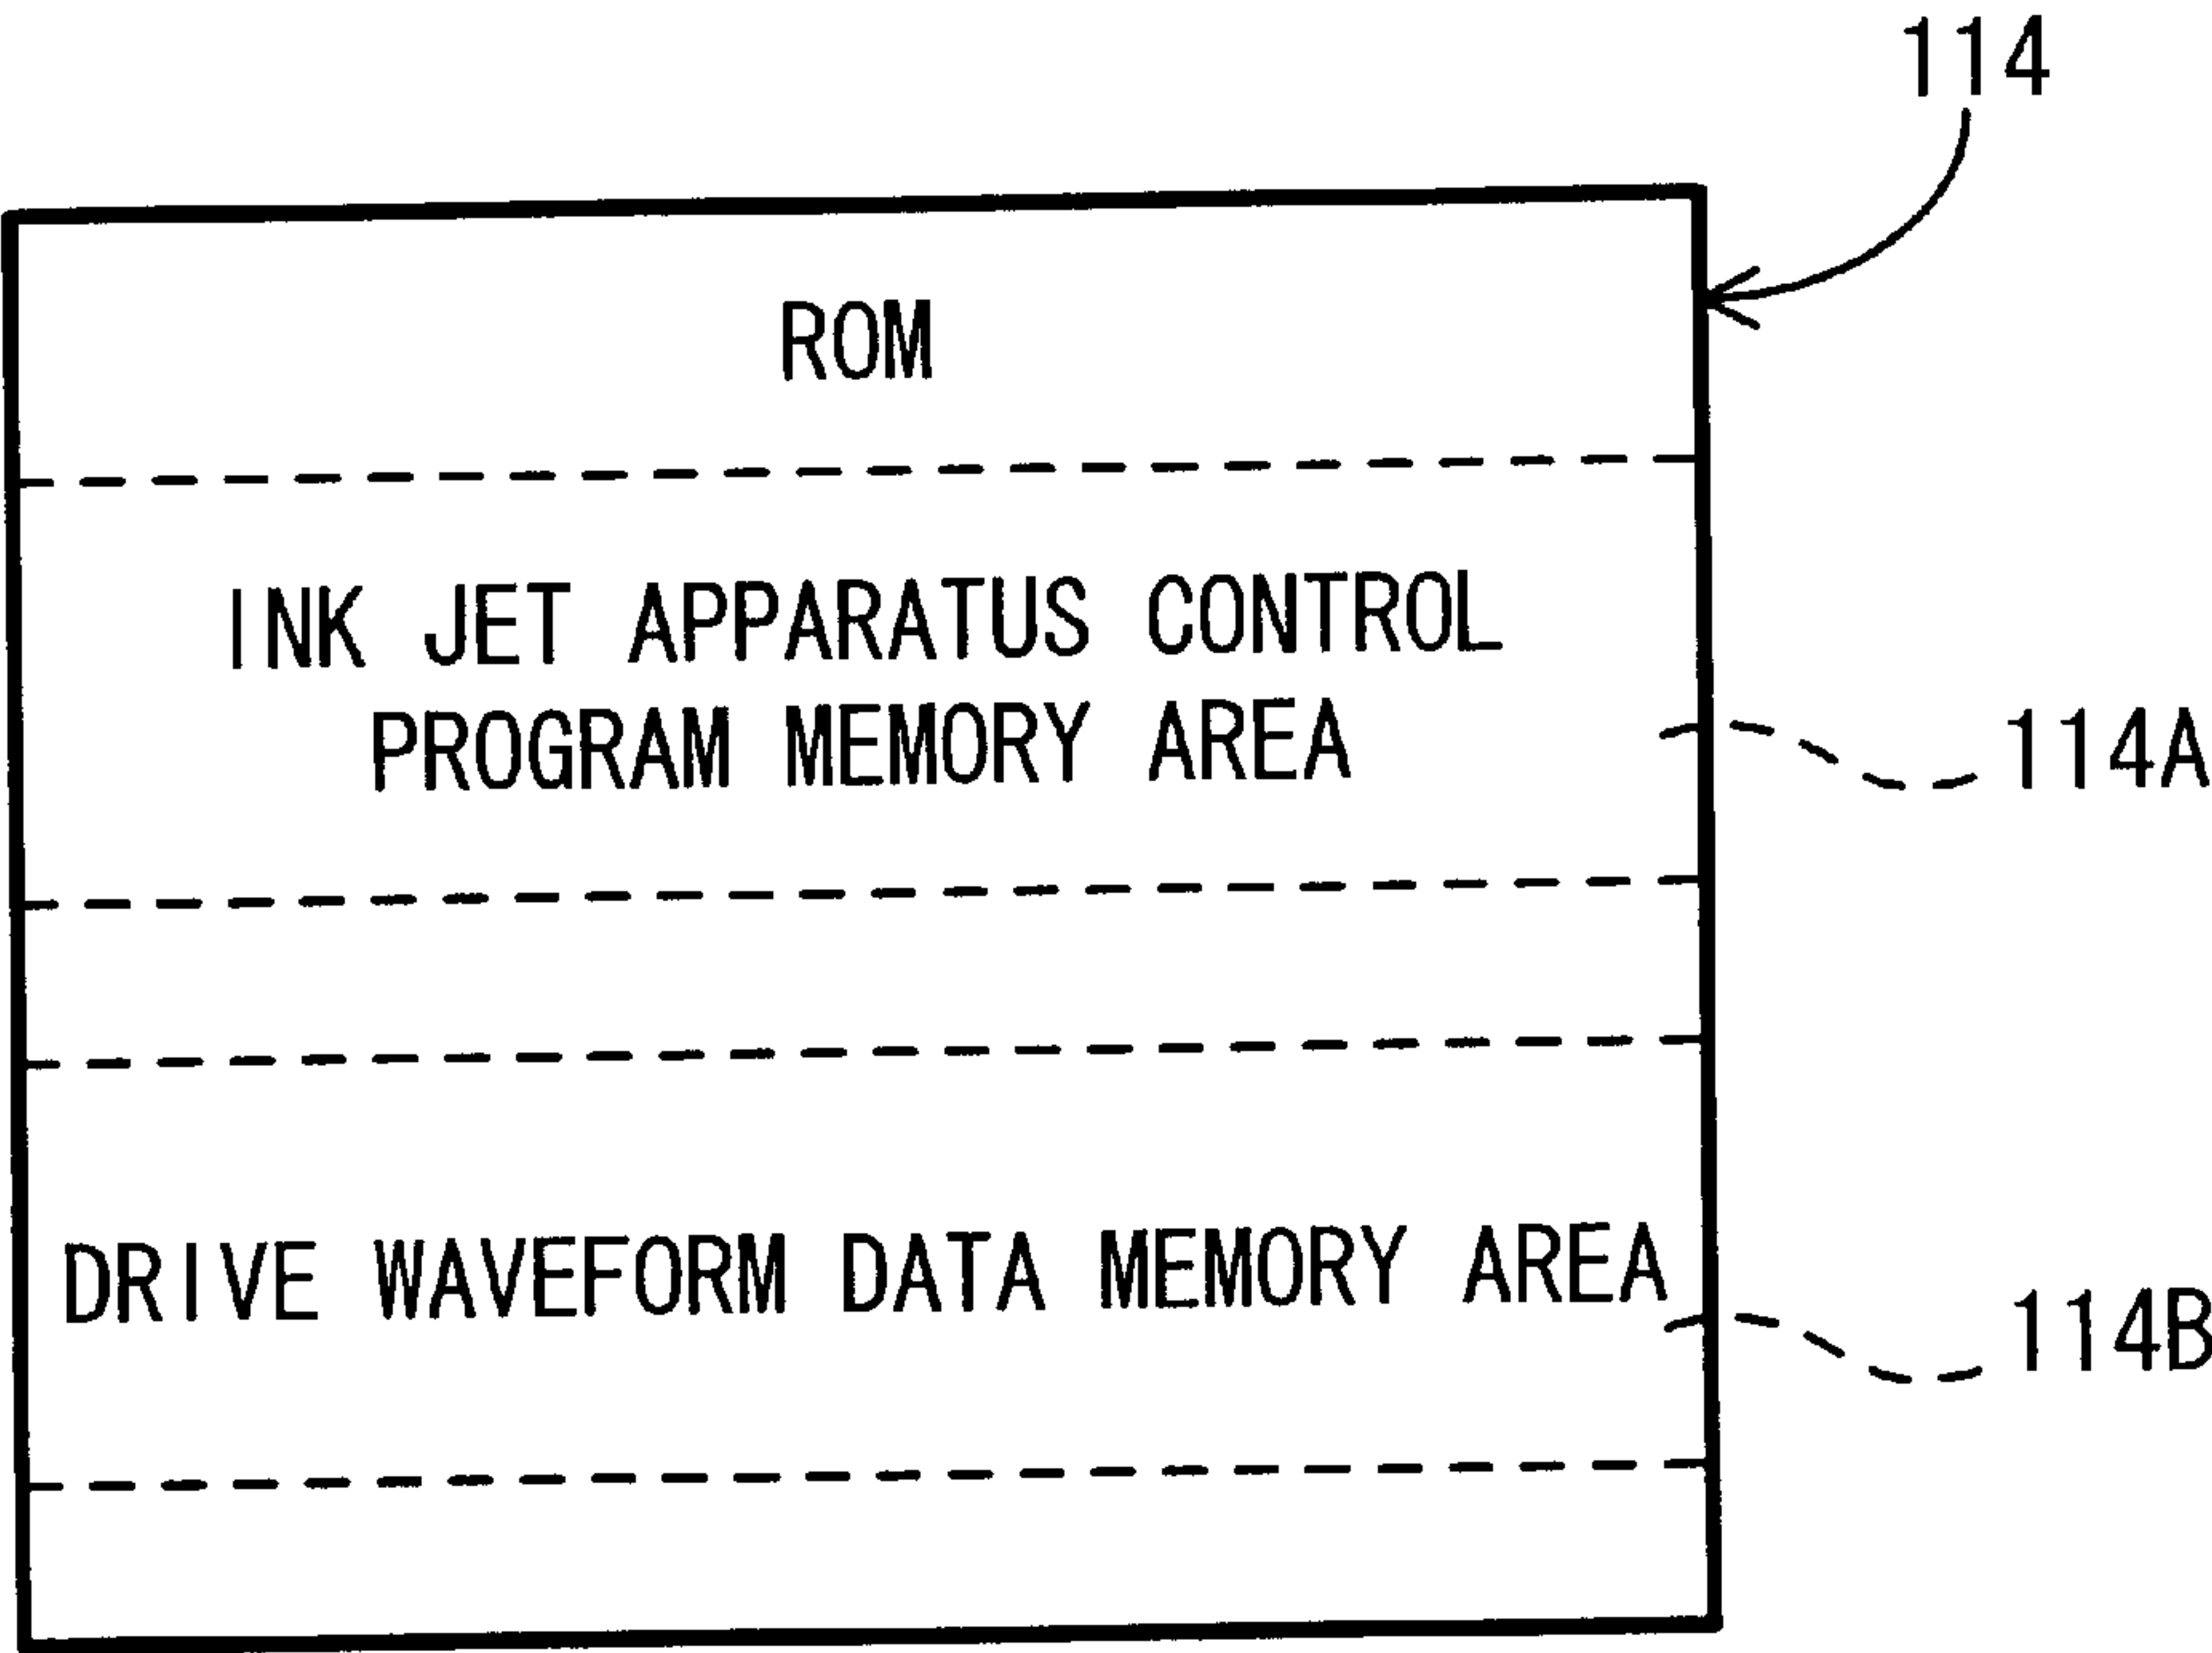 114
ROM
INK JET APPARATUS CONTROL
PROGRAM MEMORY AREA
114A
DRIVE WAVEFORM DATA MEMORY AREA
114B